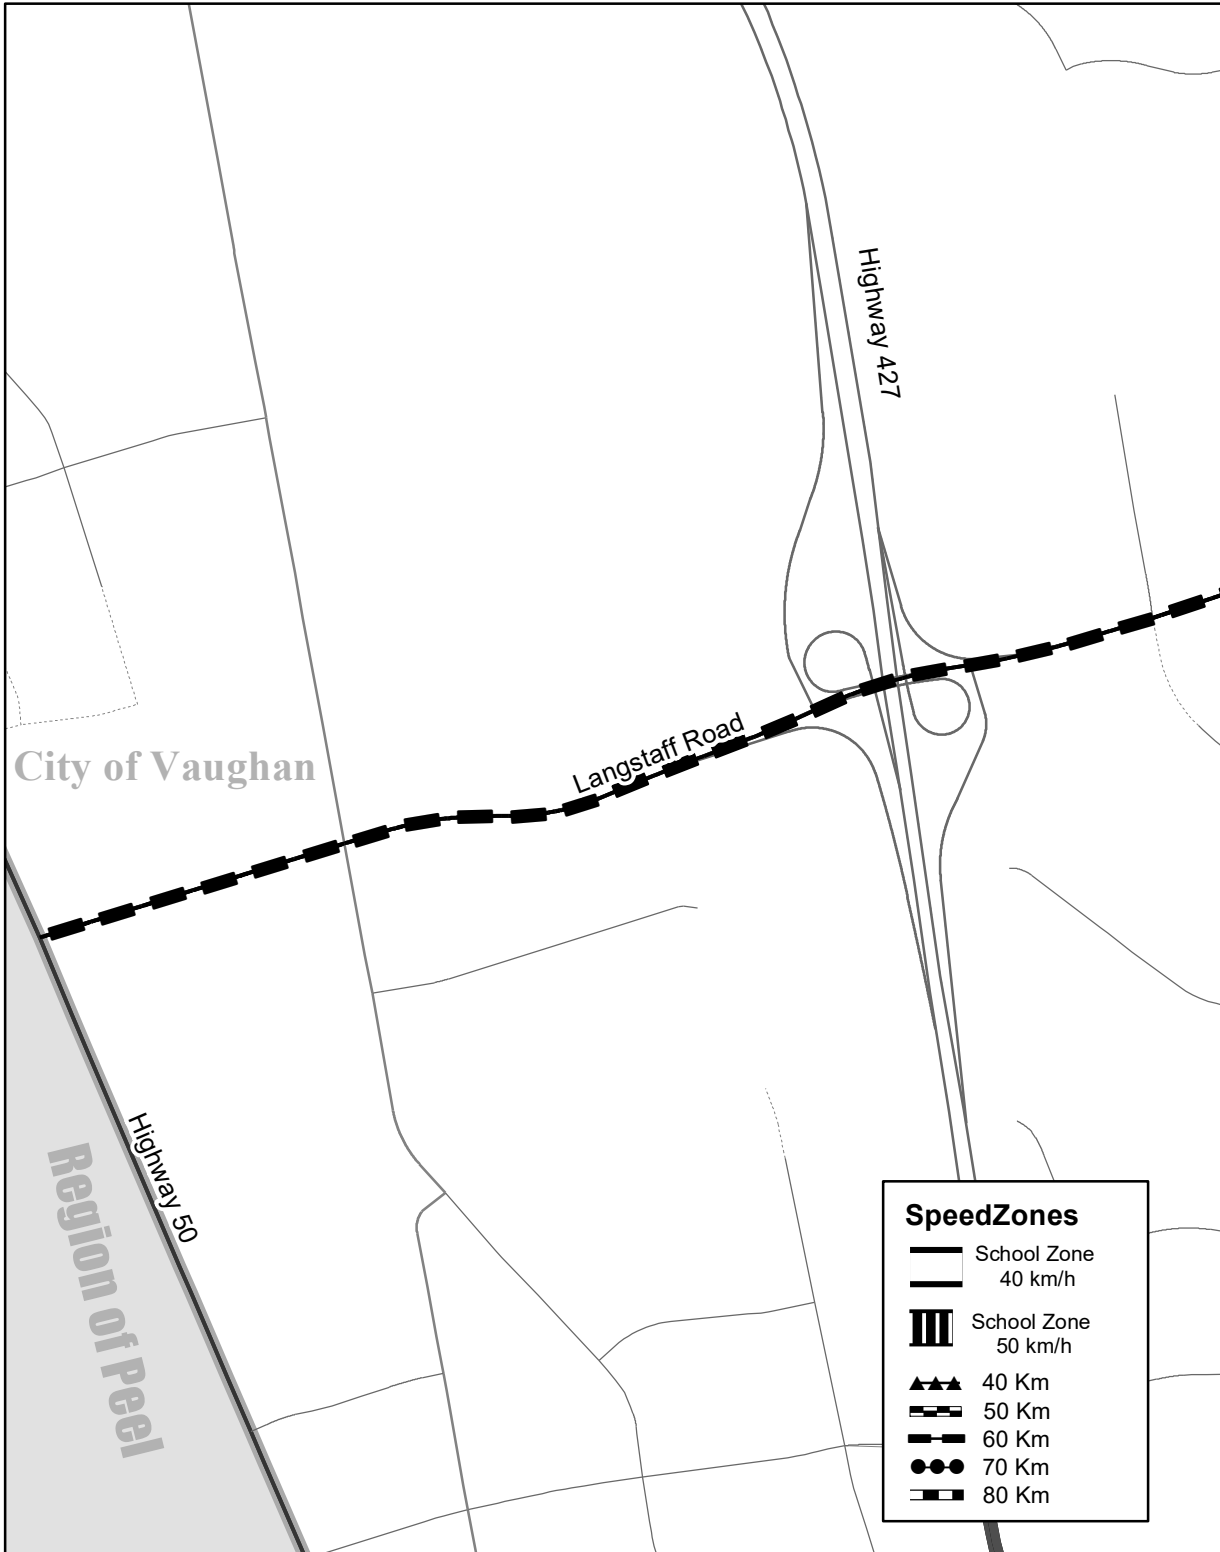 Highway 427
Langstaff Road
City of Vaughan
Highway 50
Region of Peel
SpeedZones
School Zone
40 km/h
School Zone
50 km/h
40 Km
50 Km
60 Km
70 Km
80 Km